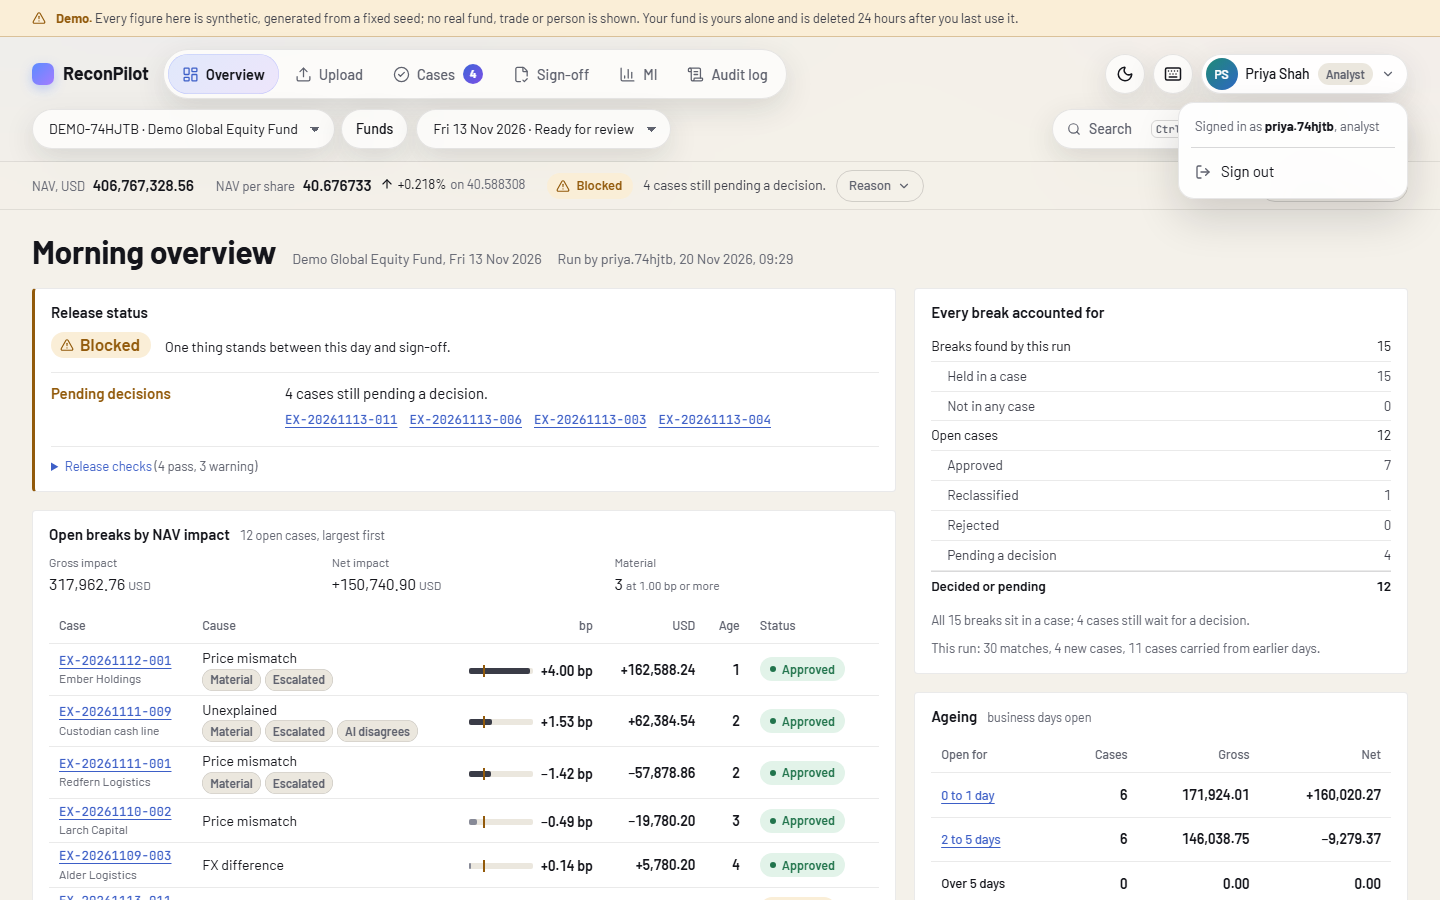 Demo. Every figure here is synthetic, generated from a fixed seed; no real fund, trade or person is shown. Your fund is yours alone and is deleted 24 hours after you last use it.
ReconPilot
Overview
Upload
Cases 4
Sign-off
MI
Audit log
PS Priya Shah Analyst
DEMO-74HJTB · Demo Global Equity Fund
Funds
Fri 13 Nov 2026 · Ready for review
Search Ctrl
Signed in as priya.74hjtb, analyst
Sign out
NAV, USD 406,767,328.56
NAV per share 40.676733 ↑ +0.218% on 40.588308
Blocked 4 cases still pending a decision.
Reason
Morning overview Demo Global Equity Fund, Fri 13 Nov 2026 Run by priya.74hjtb, 20 Nov 2026, 09:29
Release status
Blocked One thing stands between this day and sign-off.
Pending decisions 4 cases still pending a decision.
EX-20261113-011 EX-20261113-006 EX-20261113-003 EX-20261113-004
Release checks (4 pass, 3 warning)
Open breaks by NAV impact 12 open cases, largest first
Gross impact Net impact Material
317,962.76 USD +150,740.90 USD 3 at 1.00 bp or more
Case Cause bp USD Age Status
EX-20261112-001 Price mismatch +4.00 bp +162,588.24 1 Approved
Ember Holdings Material Escalated
EX-20261111-009 Unexplained +1.53 bp +62,384.54 2 Approved
Custodian cash line Material Escalated AI disagrees
EX-20261111-001 Price mismatch −1.42 bp −57,878.86 2 Approved
Redfern Logistics Material Escalated
EX-20261110-002 Price mismatch −0.49 bp −19,780.20 3 Approved
Larch Capital
EX-20261109-003 FX difference +0.14 bp +5,780.20 4 Approved
Alder Logistics
EX-20261113-011
Every break accounted for
Breaks found by this run 15
Held in a case 15
Not in any case 0
Open cases 12
Approved 7
Reclassified 1
Rejected 0
Pending a decision 4
Decided or pending 12
All 15 breaks sit in a case; 4 cases still wait for a decision.
This run: 30 matches, 4 new cases, 11 cases carried from earlier days.
Ageing business days open
Open for Cases Gross Net
0 to 1 day 6 171,924.01 +160,020.27
2 to 5 days 6 146,038.75 −9,279.37
Over 5 days 0 0.00 0.00